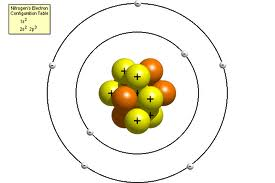 Nitrogen's Electron
Configuration Table
1s²
2s² 2p³
+
+
+
+
+
+
+